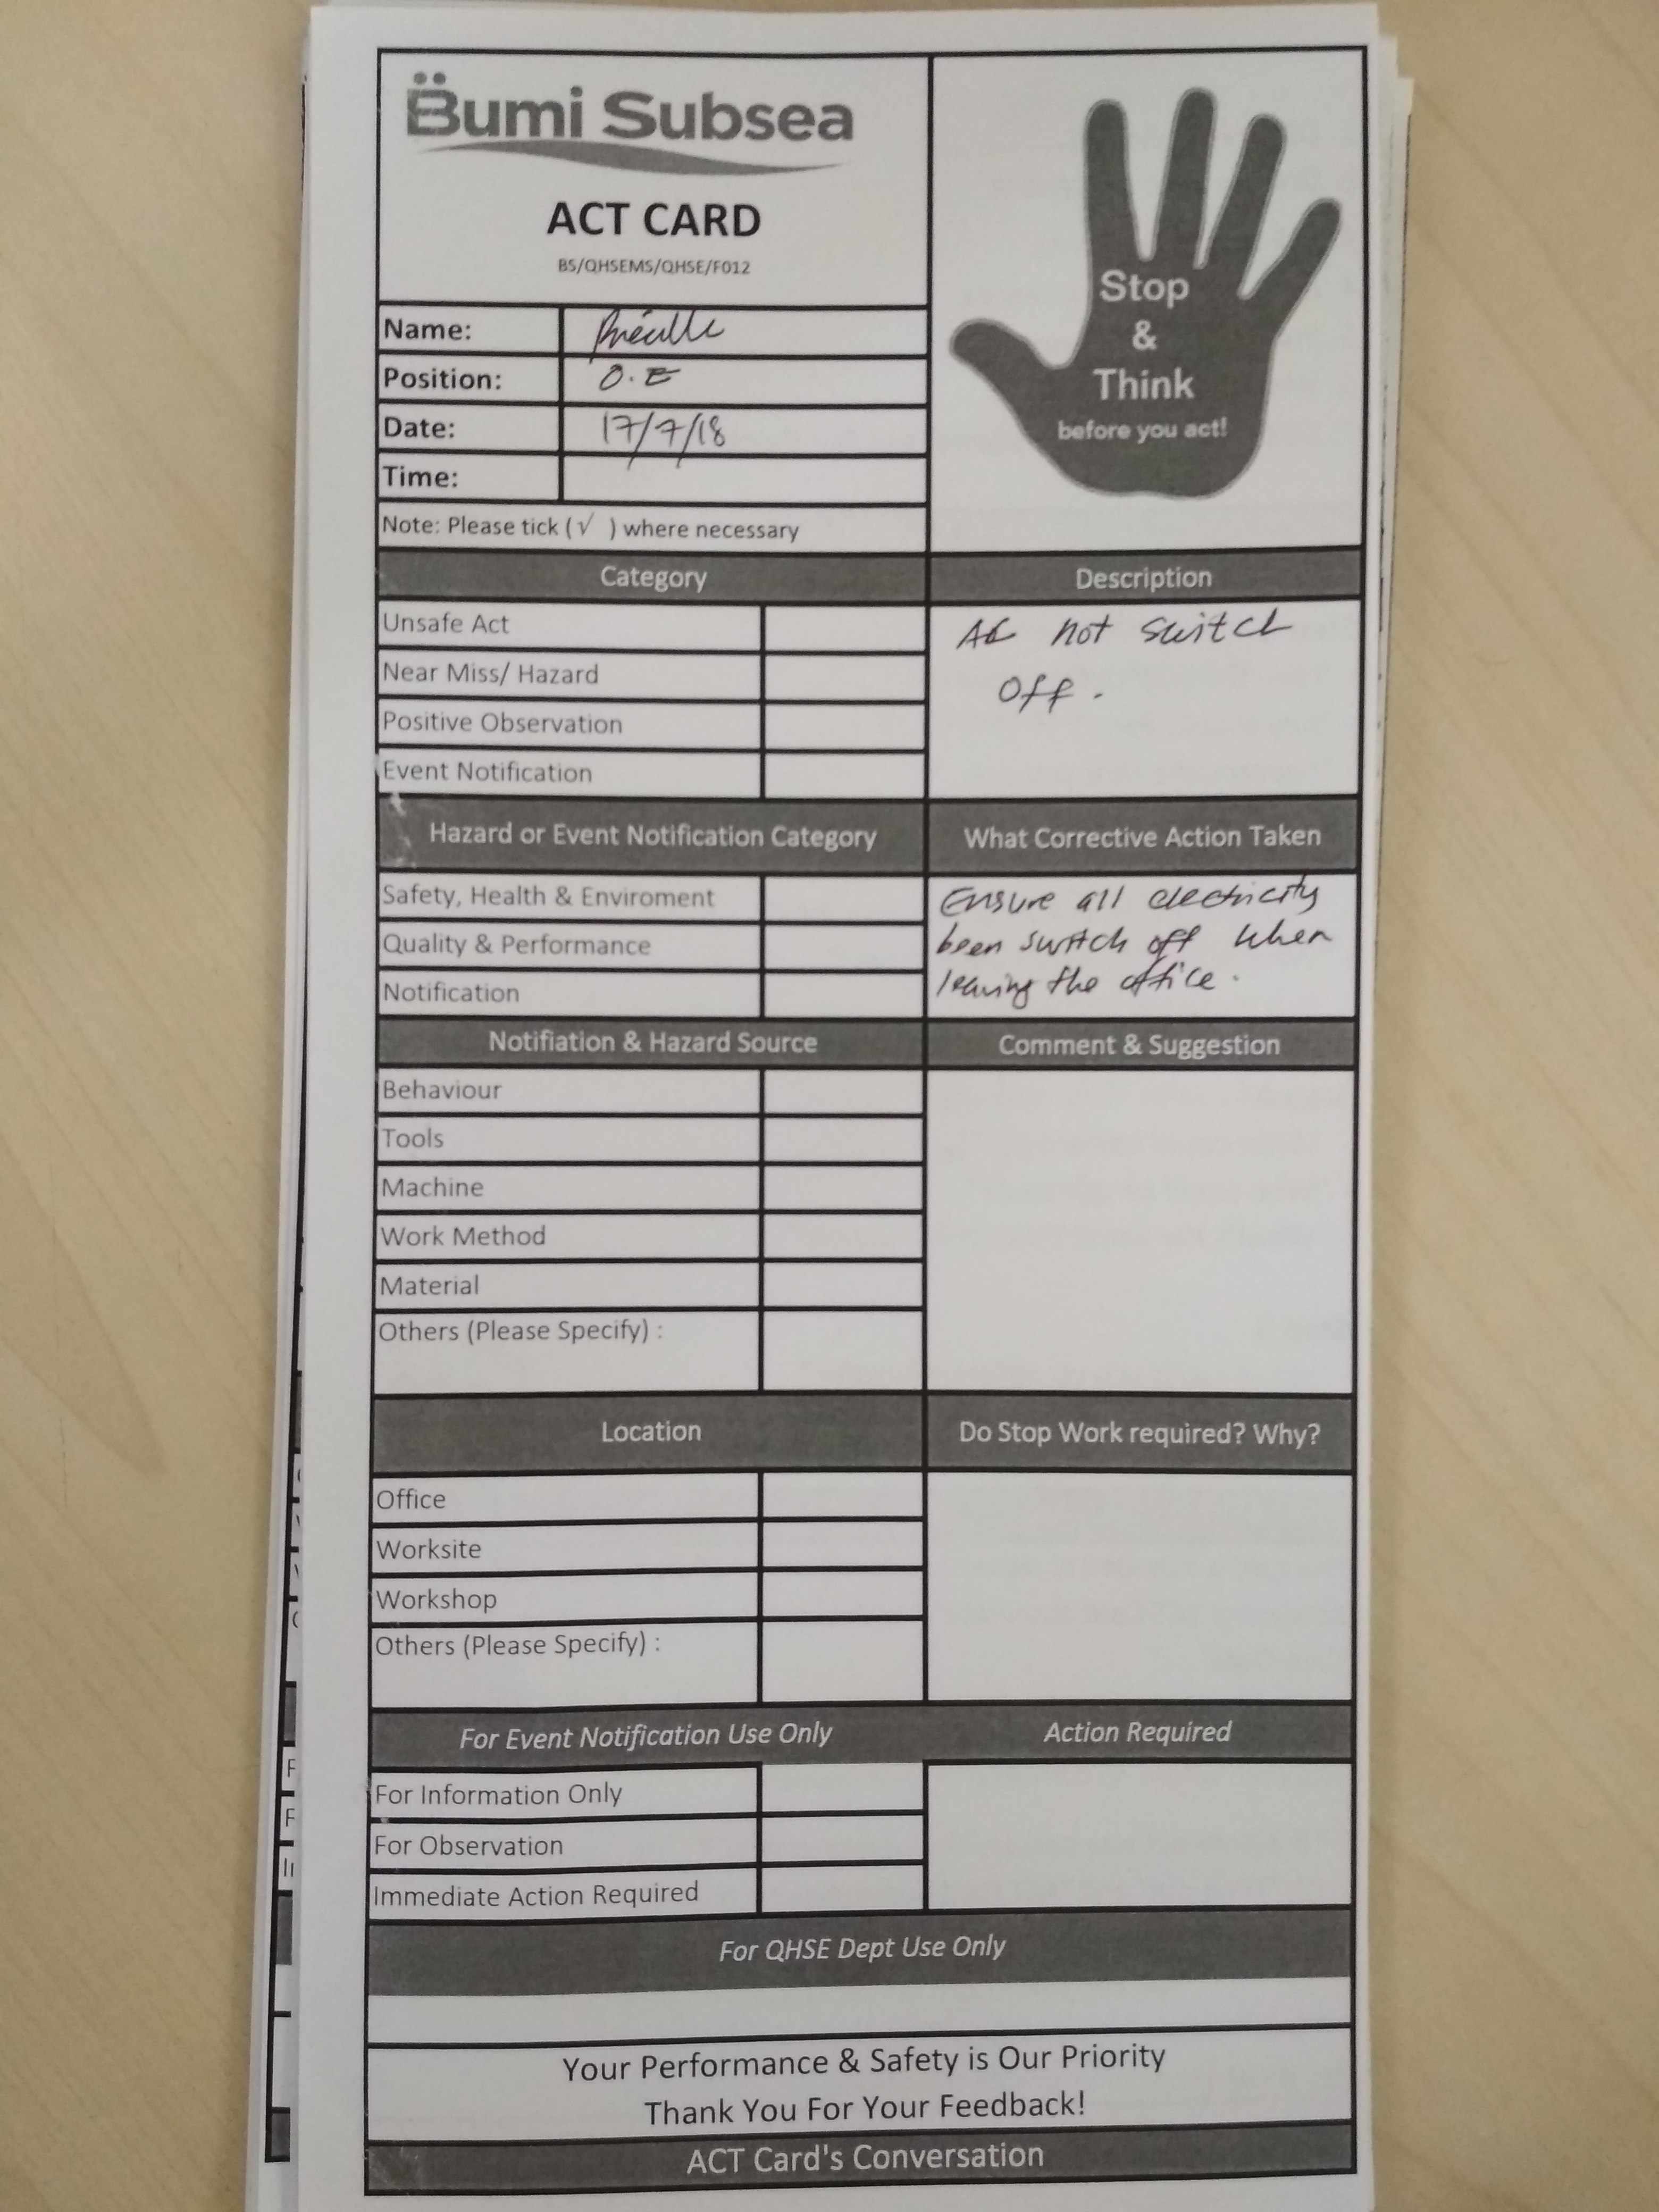 Bumi Subsea
ACT CARD
BS/QHSEMS/QHSE/F012
Stop
&
Think
before you act!
Name:
Position: O.E
Date: 17/7/18
Time:
Note: Please tick (√ ) where necessary
Category
Description
Unsafe Act
Near Miss/ Hazard
Positive Observation
Event Notification
AC not switch
off.
Hazard or Event Notification Category
What Corrective Action Taken
Safety, Health & Enviroment
Quality & Performance
Notification
Ensure all electricity
been switch off when
leaving the office.
Notifiation & Hazard Source
Comment & Suggestion
Behaviour
Tools
Machine
Work Method
Material
Others (Please Specify) :
Location
Do Stop Work required? Why?
Office
Worksite
Workshop
Others (Please Specify) :
For Event Notification Use Only
Action Required
For Information Only
For Observation
Immediate Action Required
For QHSE Dept Use Only
Your Performance & Safety is Our Priority
Thank You For Your Feedback!
ACT Card's Conversation